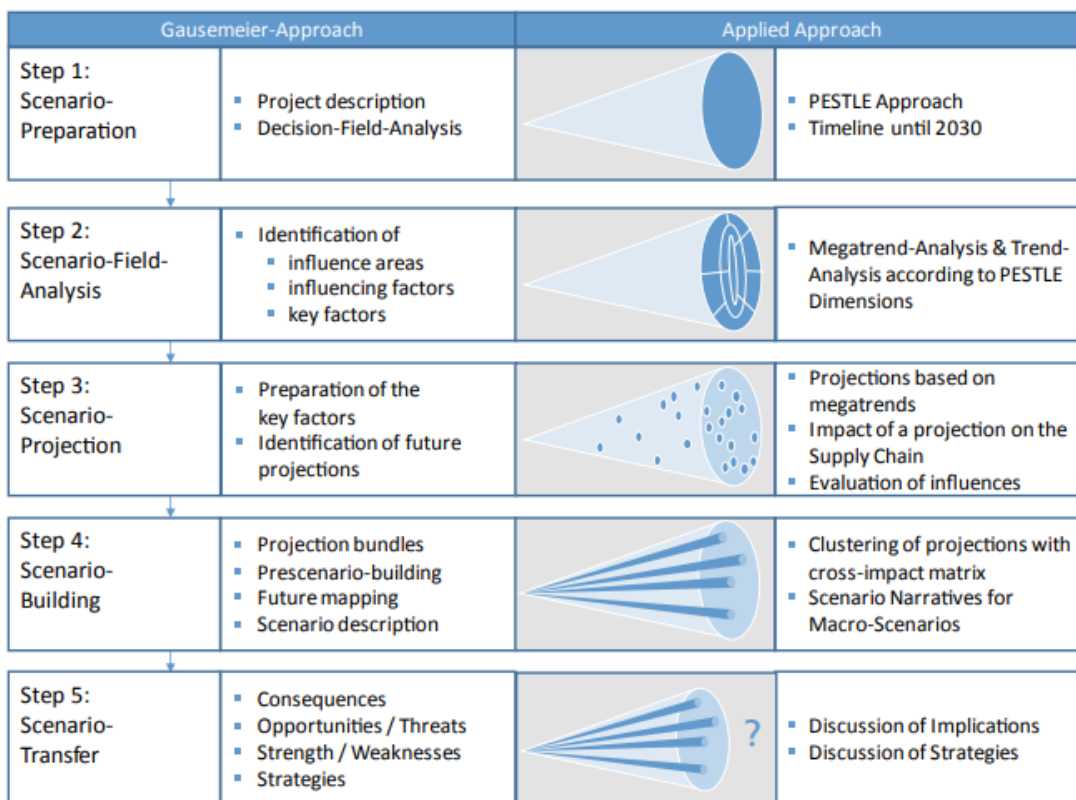 Gausemeier-Approach
Applied Approach
Step 1:
Scenario-
Preparation
▪ Project description
▪ Decision-Field-Analysis
▪ PESTLE Approach
▪ Timeline until 2030
Step 2:
Scenario-Field-
Analysis
▪ Identification of
▪ influence areas
▪ influencing factors
▪ key factors
▪ Megatrend-Analysis & Trend-
Analysis according to PESTLE
Dimensions
Step 3:
Scenario-
Projection
▪ Preparation of the
key factors
▪ Identification of future
projections
▪ Projections based on
megatrends
▪ Impact of a projection on the
Supply Chain
▪ Evaluation of influences
Step 4:
Scenario-
Building
▪ Projection bundles
▪ Prescenario-building
▪ Future mapping
▪ Scenario description
▪ Clustering of projections with
cross-impact matrix
▪ Scenario Narratives for
Macro-Scenarios
Step 5:
Scenario-
Transfer
▪ Consequences
▪ Opportunities / Threats
▪ Strength / Weaknesses
▪ Strategies
?
▪ Discussion of Implications
▪ Discussion of Strategies